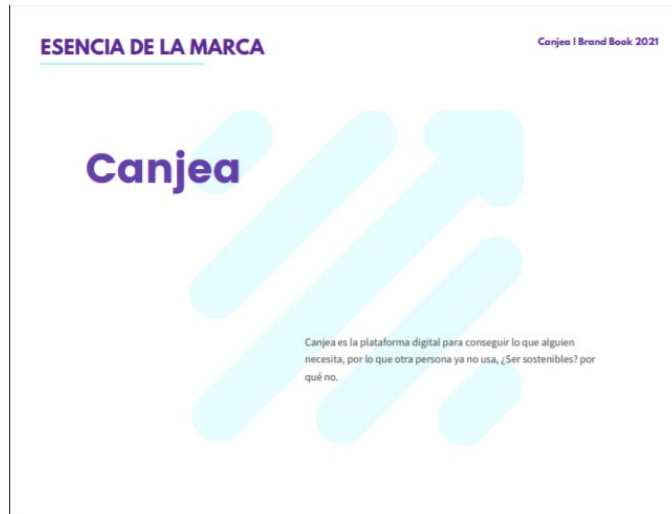 ESENCIA DE LA MARCA
Canjea | Brand Book 2021
Canjea
Canjea es la plataforma digital para conseguir lo que alguien
necesita, por lo que otra persona ya no usa, ¿Ser sostenibles? por
qué no.